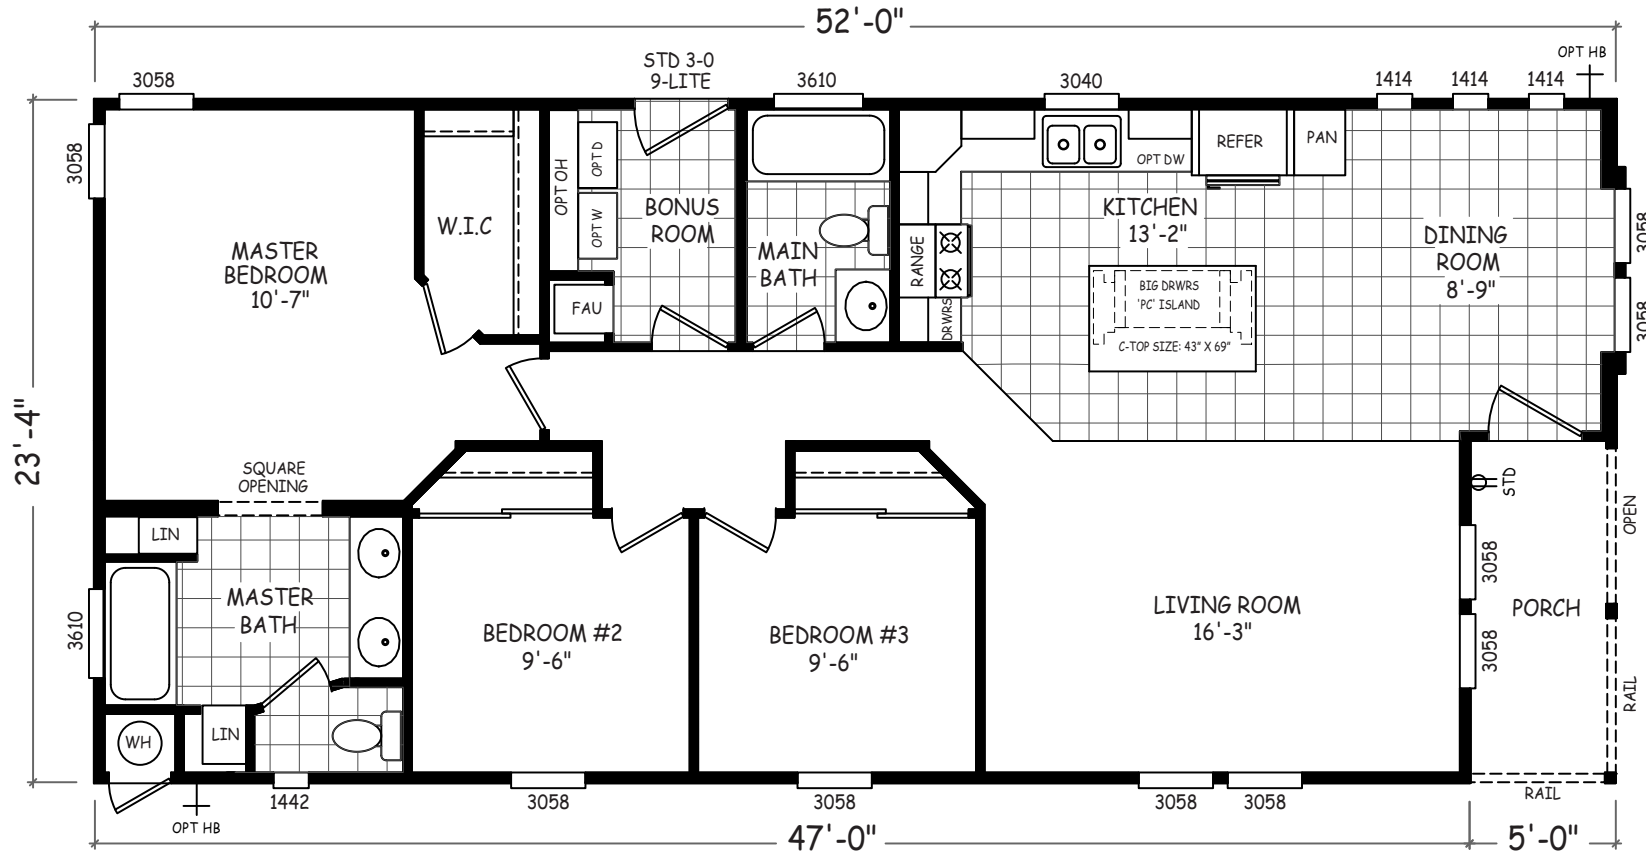 52'-0"
STD 3-0
9-LITE
OPT HB
3058
3610
3040
1414
1414
1414
3058
OPT OH
OPT D
OPT W
W.I.C
BONUS
ROOM
MAIN
BATH
FAU
MASTER
BEDROOM
10'-7"
RANGE
DRWRS
OPT DW
REFER
PAN
KITCHEN
13'-2"
BIG DRWRS
'PC' ISLAND
C-TOP SIZE: 43" X 69"
DINING
ROOM
8'-9"
3058
3058
23'-4"
SQUARE
OPENING
LIN
MASTER
BATH
3610
WH
LIN
BEDROOM #2
9'-6"
BEDROOM #3
9'-6"
LIVING ROOM
16'-3"
STD
3058
3058
PORCH
OPEN
RAIL
RAIL
1442
3058
3058
3058
3058
OPT HB
47'-0"
5'-0"